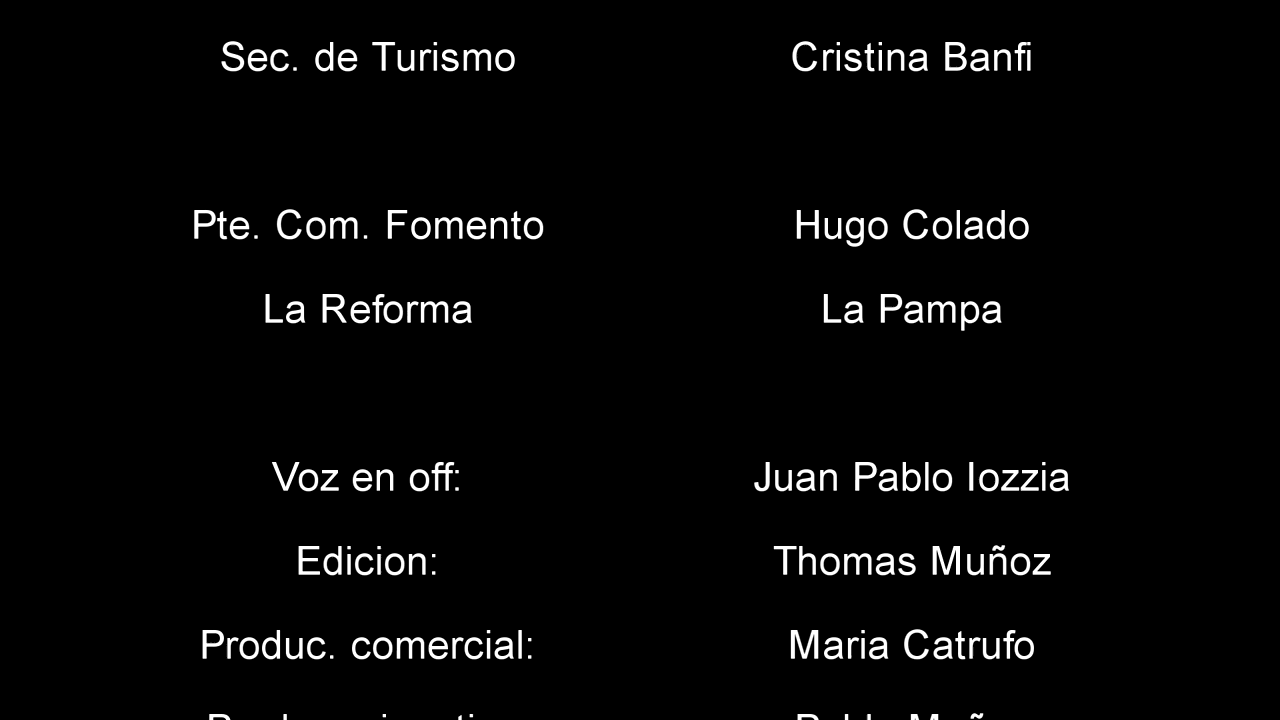 Sec. de Turismo Cristina Banfi
Pte. Com. Fomento Hugo Colado
La Reforma La Pampa
Voz en off: Juan Pablo Iozzia
Edicion: Thomas Muñoz
Produc. comercial: Maria Catrufo